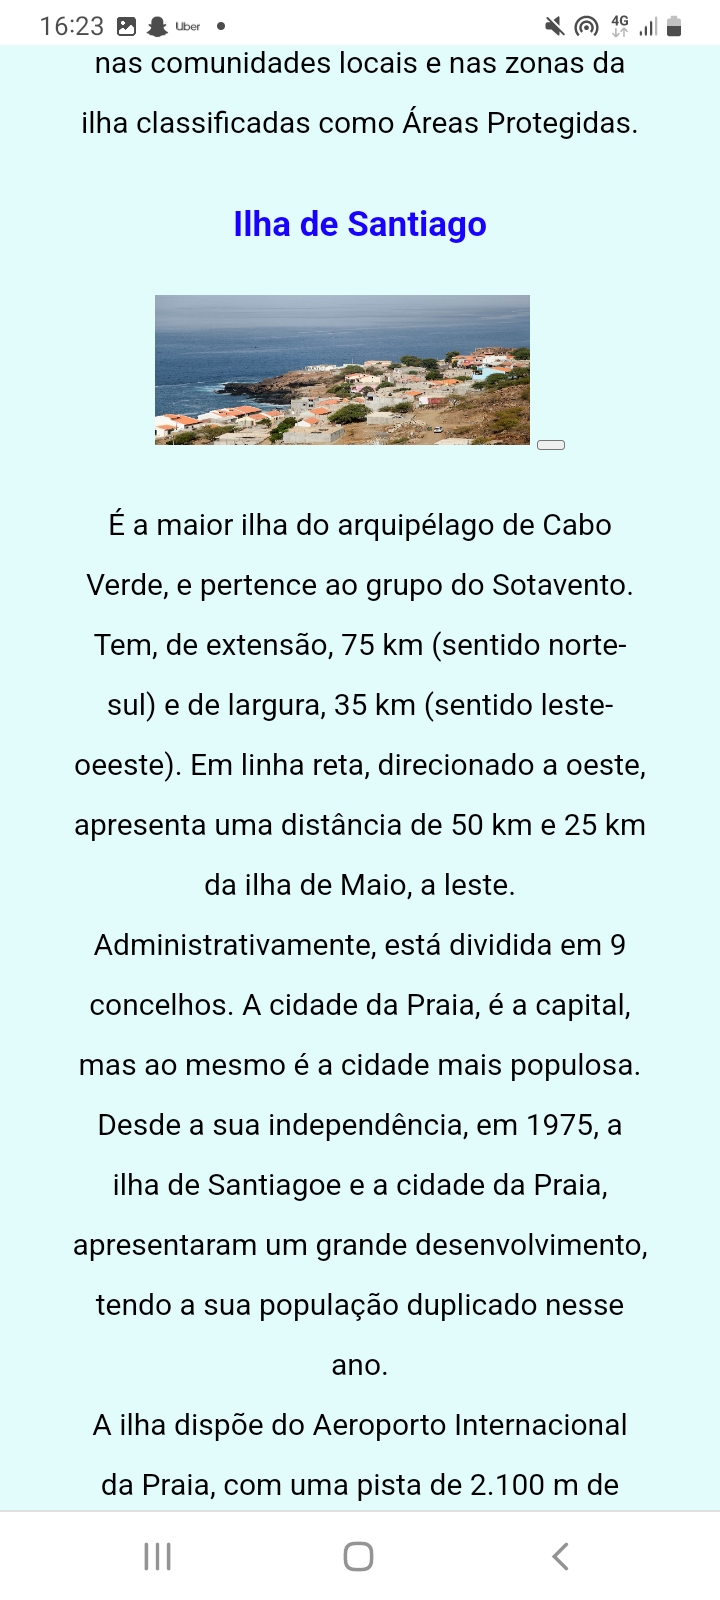 16:23 Uber 4G
nas comunidades locais e nas zonas da
ilha classificadas como Áreas Protegidas.
Ilha de Santiago
É a maior ilha do arquipélago de Cabo
Verde, e pertence ao grupo do Sotavento.
Tem, de extensão, 75 km (sentido norte-
sul) e de largura, 35 km (sentido leste-
oeeste). Em linha reta, direcionado a oeste,
apresenta uma distância de 50 km e 25 km
da ilha de Maio, a leste.
Administrativamente, está dividida em 9
concelhos. A cidade da Praia, é a capital,
mas ao mesmo é a cidade mais populosa.
Desde a sua independência, em 1975, a
ilha de Santiagoe e a cidade da Praia,
apresentaram um grande desenvolvimento,
tendo a sua população duplicado nesse
ano.
A ilha dispõe do Aeroporto Internacional
da Praia, com uma pista de 2.100 m de